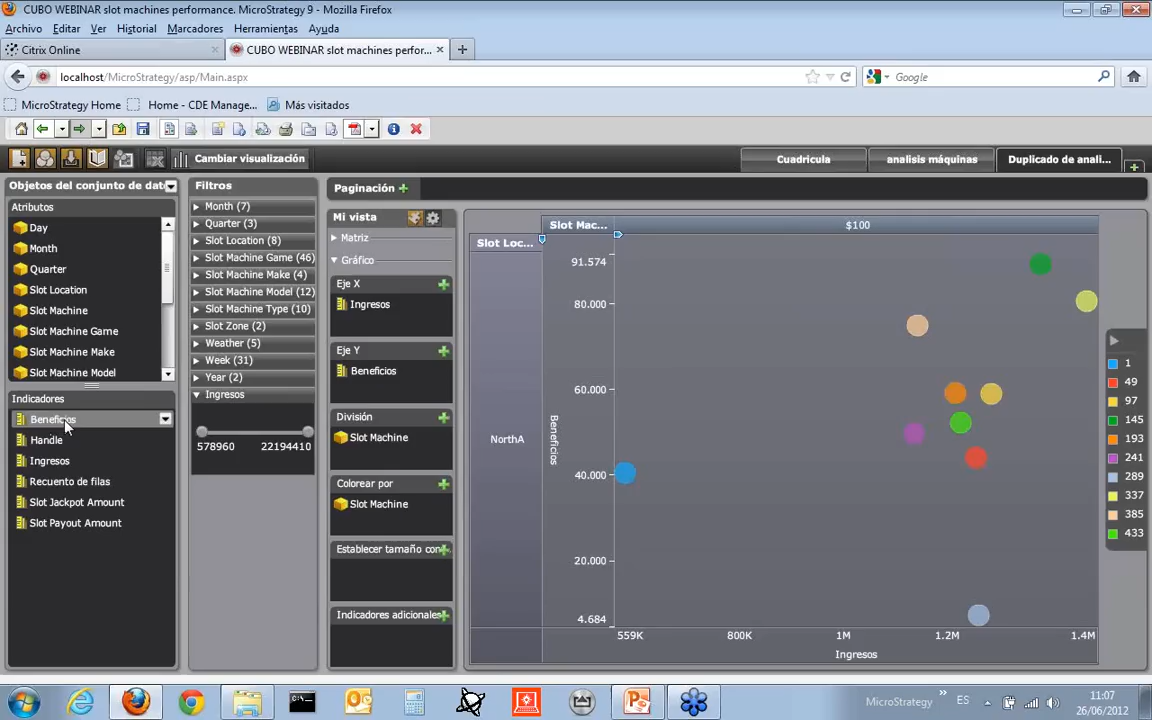 CUBO WEBINAR slot machines performance. MicroStrategy 9 - Mozilla Firefox
Archivo Editar Ver Historial Marcadores Herramientas Ayuda
Citrix Online
CUBO WEBINAR slot machines perfor...
localhost/MicroStrategy/asp/Main.aspx
Google
MicroStrategy Home
Home - CDE Manage...
Más visitados
Cambiar visualización
Cuadricula
analisis máquinas
Duplicado de anali...
Objetos del conjunto de dat
Atributos
Day
Month
Quarter
Slot Location
Slot Machine
Slot Machine Game
Slot Machine Make
Slot Machine Model
Indicadores
Beneficios
Handle
Ingresos
Recuento de filas
Slot Jackpot Amount
Slot Payout Amount
Filtros
Month (7)
Quarter (3)
Slot Location (8)
Slot Machine Game (46)
Slot Machine Make (4)
Slot Machine Model (12)
Slot Machine Type (10)
Slot Zone (2)
Weather (5)
Week (31)
Year (2)
Ingresos
578960 22194410
Paginación
Mi vista
Matriz
Gráfico
Eje X
Ingresos
Eje Y
Beneficios
División
Slot Machine
Colorear por
Slot Machine
Establecer tamaño con.
Indicadores adicionales
Slot Mac...
$100
Slot Loc...
NorthA
Beneficios
91.574
80.000
60.000
40.000
20.000
4.684
559K 800K 1M 1.2M 1.4M
Ingresos
1
49
97
145
193
241
289
337
385
433
MicroStrategy
»
ES
11:07
26/06/2012